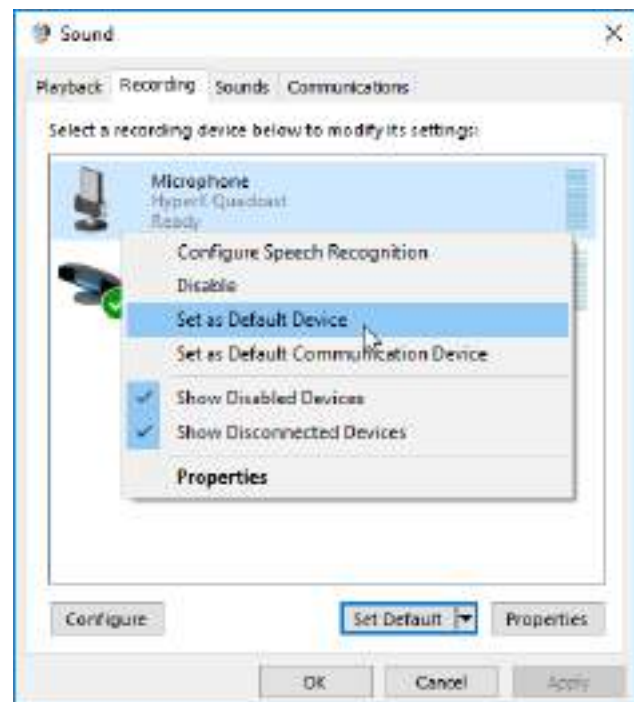 Sound
Playback Recording Sounds Communications
Select a recording device below to modify its settings:
Microphone
HyperX Quadcast
Ready
Configure Speech Recognition
Disable
Set as Default Device
Set as Default Communication Device
Show Disabled Devices
Show Disconnected Devices
Properties
Configure Set Default Properties
OK Cancel Apply